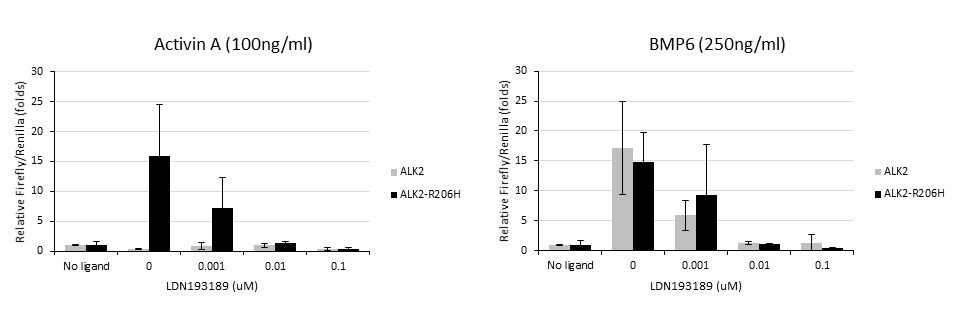 Activin A (100ng/ml)
Relative Firefly/Renilla (folds)
30
25
20
15
10
5
0
No ligand 0 0.001 0.01 0.1
LDN193189 (uM)
ALK2
ALK2-R206H
BMP6 (250ng/ml)
Relative Firefly/Renilla (folds)
30
25
20
15
10
5
0
No ligand 0 0.001 0.01 0.1
LDN193189 (uM)
ALK2
ALK2-R206H